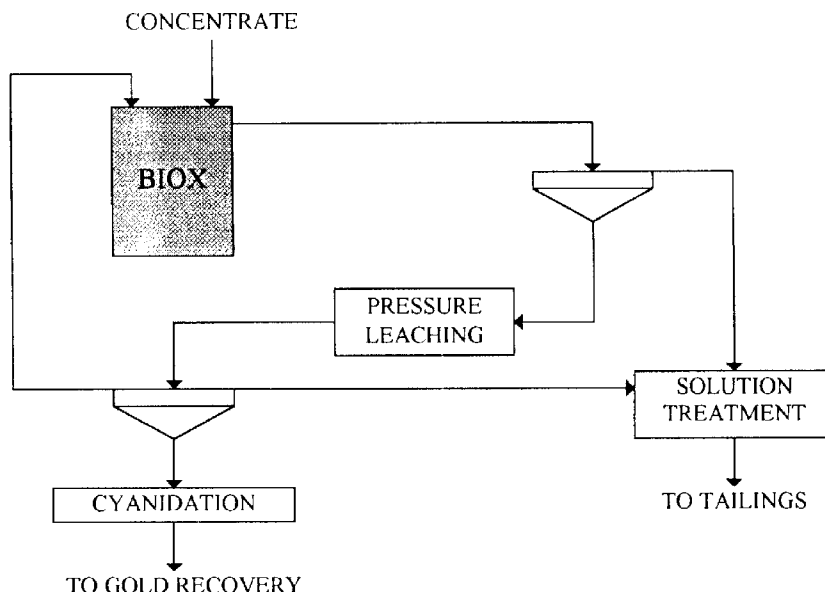 CONCENTRATE
BIOX
PRESSURE
LEACHING
SOLUTION
TREATMENT
CYANIDATION
TO TAILINGS
TO GOLD RECOVERY